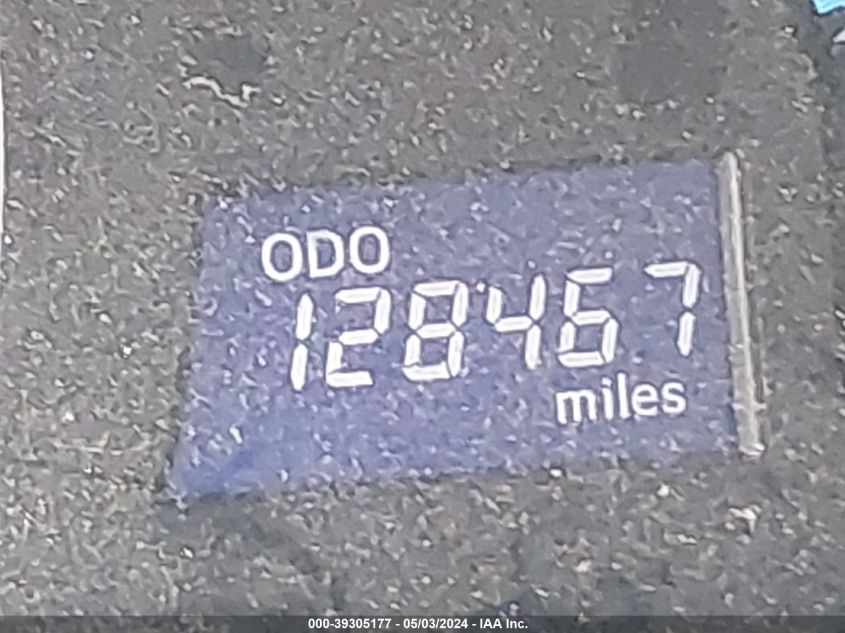 ODO
128467
miles
000-39305177 - 05/03/2024 - IAA Inc.